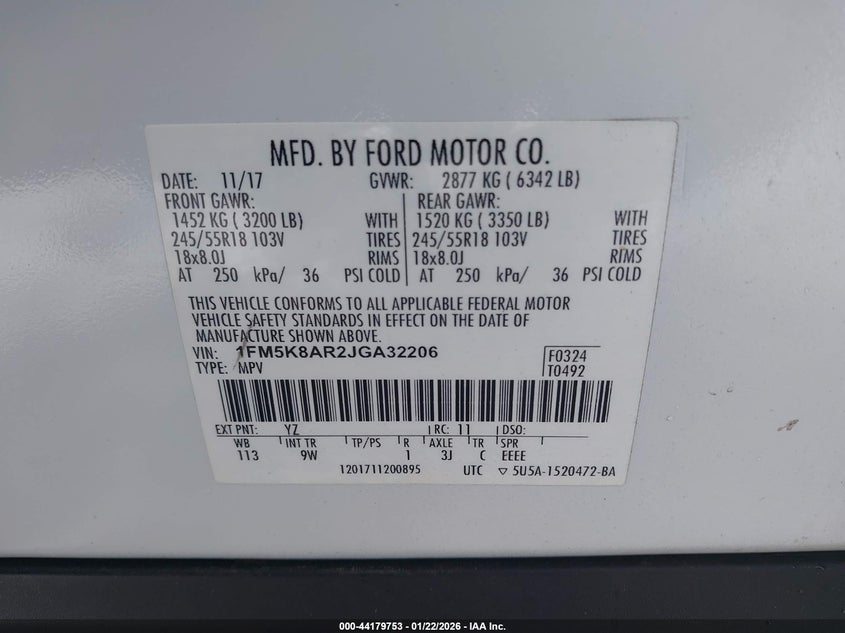 MFD. BY FORD MOTOR CO.
DATE: 11/17 GVWR: 2877 KG ( 6342 LB)
FRONT GAWR: REAR GAWR:
1452 KG ( 3200 LB) WITH 1520 KG ( 3350 LB) WITH
245/55R18 103V TIRES 245/55R18 103V TIRES
18x8.0J RIMS 18x8.0J RIMS
AT 250 kPa/ 36 PSI COLD AT 250 kPa/ 36 PSI COLD
THIS VEHICLE CONFORMS TO ALL APPLICABLE FEDERAL MOTOR
VEHICLE SAFETY STANDARDS IN EFFECT ON THE DATE OF
MANUFACTURE SHOWN ABOVE.
VIN: 1FM5K8AR2JGA32206 F0324
TYPE: MPV T0492
EXT PNT: YZ RC: 11 DSO:
WB INT TR TP/PS R AXLE TR SPR
113 9W 1 3J C EEEE
1201711200895 UTC ▽ 5U5A-1520472-BA
000-44179753 - 01/22/2026 - IAA Inc.